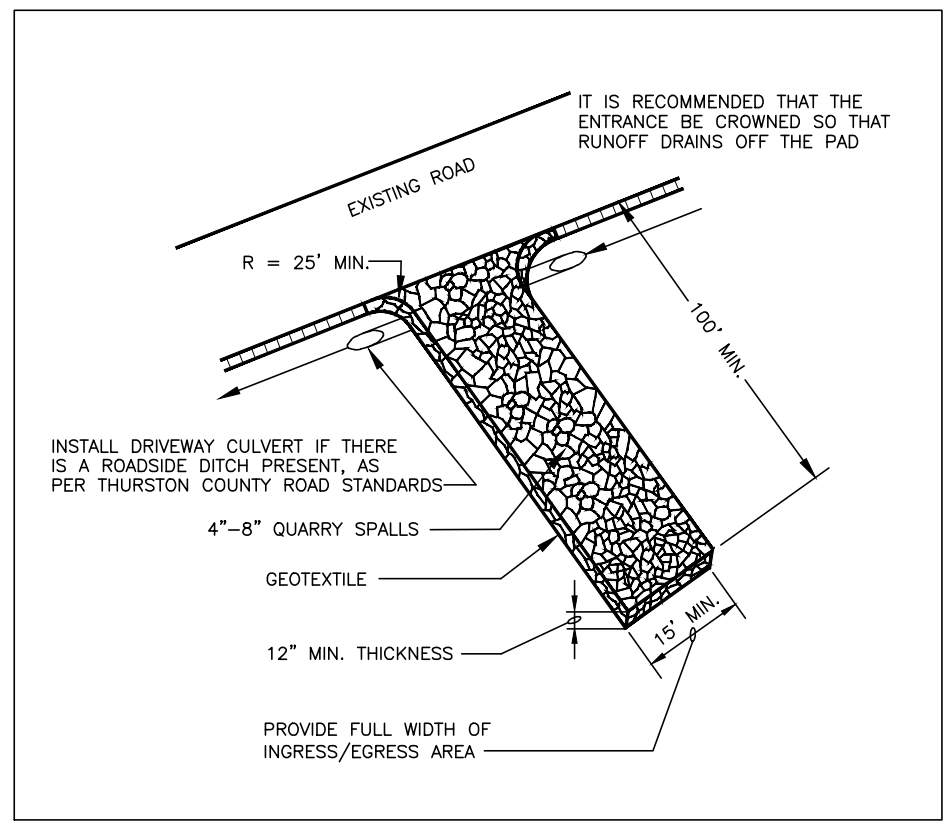 IT IS RECOMMENDED THAT THE
ENTRANCE BE CROWNED SO THAT
RUNOFF DRAINS OFF THE PAD
EXISTING ROAD
R = 25' MIN.
100' MIN.
INSTALL DRIVEWAY CULVERT IF THERE
IS A ROADSIDE DITCH PRESENT, AS
PER THURSTON COUNTY ROAD STANDARDS
4"-8" QUARRY SPALLS
GEOTEXTILE
15' MIN.
12" MIN. THICKNESS
PROVIDE FULL WIDTH OF
INGRESS/EGRESS AREA